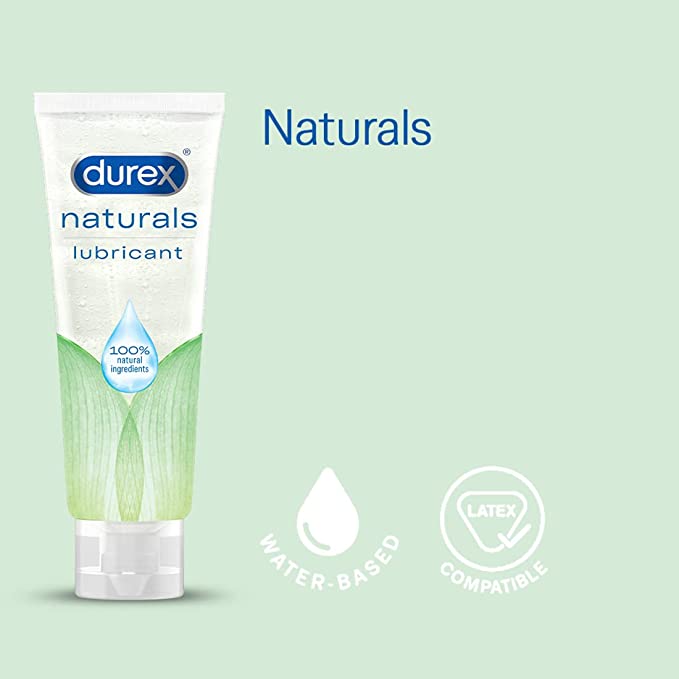 Naturals
durex®
naturals
lubricant
100%
natural
ingredients
WATER-BASED
LATEX
COMPATIBLE